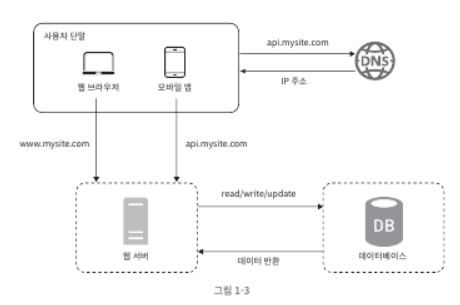 사용자 단말
웹 브라우저
모바일 앱
api.mysite.com
DNS
IP 주소
www.mysite.com
api.mysite.com
read/write/update
웹 서버
데이터 반환
DB
데이터베이스
그림 1-3